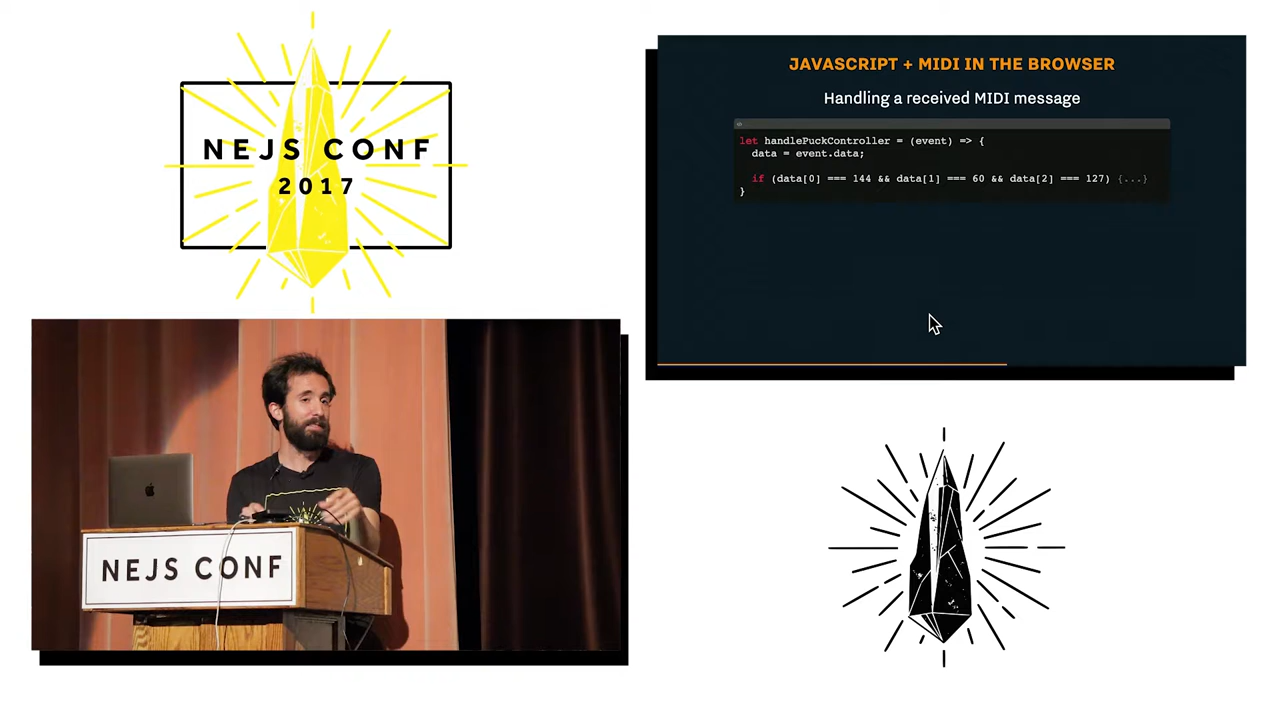 NEJS CONF
2017
JAVASCRIPT + MIDI IN THE BROWSER
Handling a received MIDI message
let handlePuckController = (event) => {
data = event.data;
if (data[0] === 144 && data[1] === 60 && data[2] === 127) {...}
}
NEJS CONF